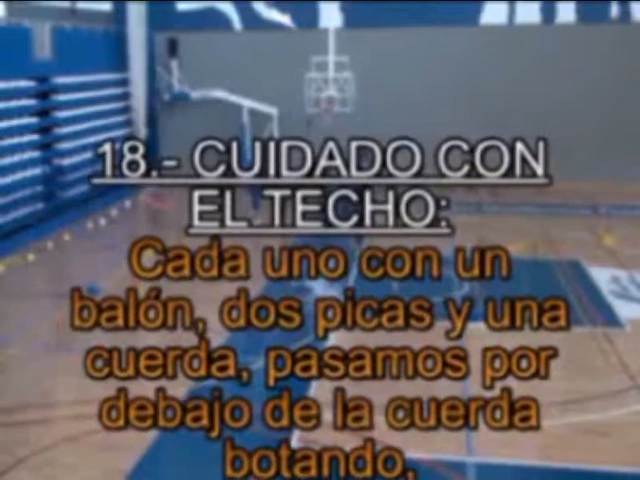 18.- CUIDADO CON
EL TECHO:
Cada uno con un
balón, dos picas y una
cuerda, pasamos por
debajo de la cuerda
botando,